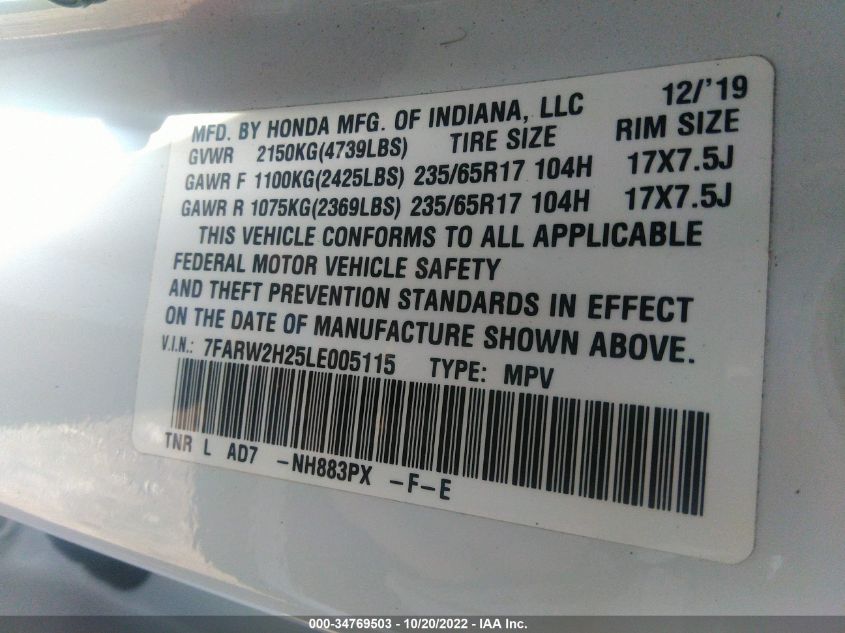 MFD. BY HONDA MFG. OF INDIANA, LLC 12/'19
GVWR 2150KG(4739LBS) TIRE SIZE RIM SIZE
GAWR F 1100KG(2425LBS) 235/65R17 104H 17X7.5J
GAWR R 1075KG(2369LBS) 235/65R17 104H 17X7.5J
THIS VEHICLE CONFORMS TO ALL APPLICABLE
FEDERAL MOTOR VEHICLE SAFETY
AND THEFT PREVENTION STANDARDS IN EFFECT
ON THE DATE OF MANUFACTURE SHOWN ABOVE.
V.I.N.: 7FARW2H25LE005115 TYPE: MPV
TNR L AD7 -NH883PX -F-E
000-34769503 - 10/20/2022 - IAA Inc.